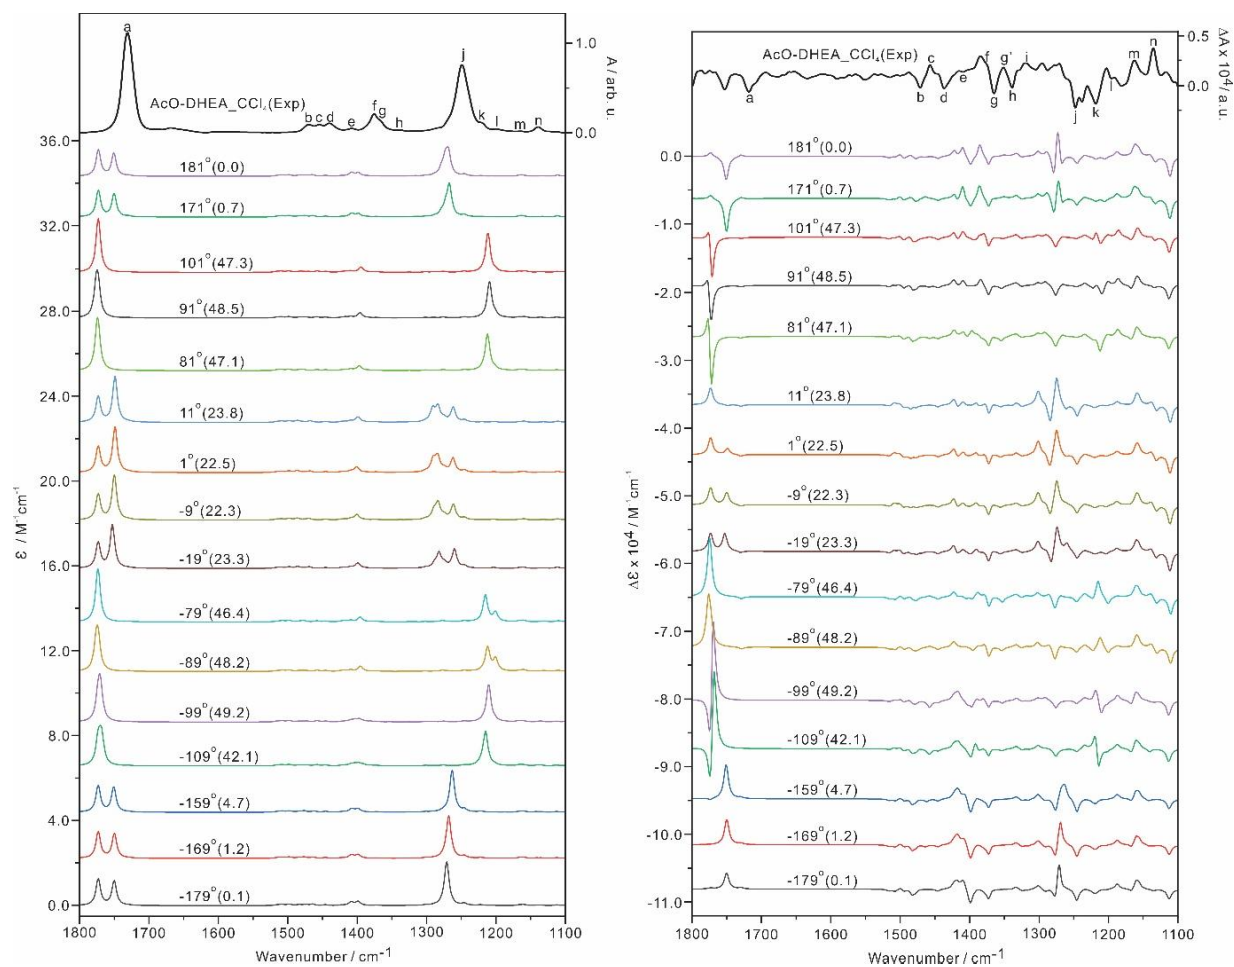 a
1.0
A / arb. u.
j
AcO-DHEA_CCl₄(Exp)
f
g
b c d
e
h
k
l
m n
0.0
36.0
181°(0.0)
171°(0.7)
32.0
101°(47.3)
28.0
91°(48.5)
81°(47.1)
24.0
11°(23.8)
1°(22.5)
20.0
-9°(22.3)
-19°(23.3)
16.0
-79°(46.4)
12.0
-89°(48.2)
-99°(49.2)
8.0
-109°(42.1)
-159°(4.7)
4.0
-169°(1.2)
-179°(0.1)
0.0
ε / M⁻¹cm⁻¹
1800 1700 1600 1500 1400 1300 1200 1100
Wavenumber / cm⁻¹
AcO-DHEA_CCl₄(Exp)
0.5
ΔA x 10⁴/ a.u.
c
f g' i
m n
e
l
0.0
a
b d
g h
j k
0.0
181°(0.0)
171°(0.7)
-1.0
101°(47.3)
-2.0
91°(48.5)
81°(47.1)
-3.0
11°(23.8)
-4.0
1°(22.5)
-5.0
-9°(22.3)
-19°(23.3)
-6.0
-79°(46.4)
-7.0
-89°(48.2)
-8.0
-99°(49.2)
-109°(42.1)
-9.0
-159°(4.7)
-10.0
-169°(1.2)
-179°(0.1)
-11.0
Δε x 10⁴ / M⁻¹cm⁻¹
1800 1700 1600 1500 1400 1300 1200 1100
Wavenumber / cm⁻¹